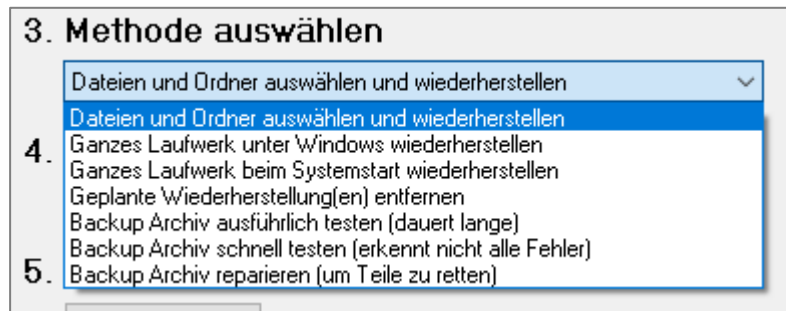 3. Methode auswählen
Dateien und Ordner auswählen und wiederherstellen
Dateien und Ordner auswählen und wiederherstellen
4. Ganzes Laufwerk unter Windows wiederherstellen
Ganzes Laufwerk beim Systemstart wiederherstellen
Geplante Wiederherstellung(en) entfernen
Backup Archiv ausführlich testen (dauert lange)
Backup Archiv schnell testen (erkennt nicht alle Fehler)
5. Backup Archiv reparieren (um Teile zu retten)